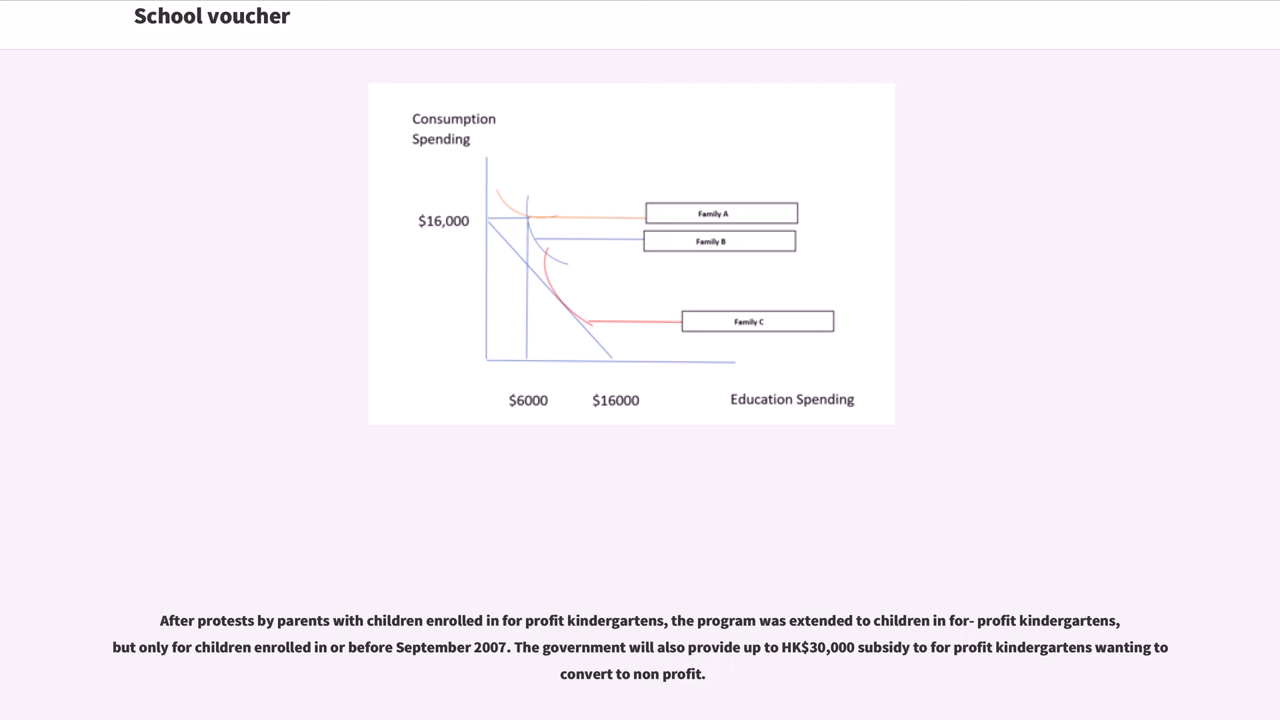 School voucher
Consumption
Spending
$16,000
Family A
Family B
Family C
$6000
$16000
Education Spending
After protests by parents with children enrolled in for profit kindergartens, the program was extended to children in for- profit kindergartens,
but only for children enrolled in or before September 2007. The government will also provide up to HK$30,000 subsidy to for profit kindergartens wanting to
convert to non profit.